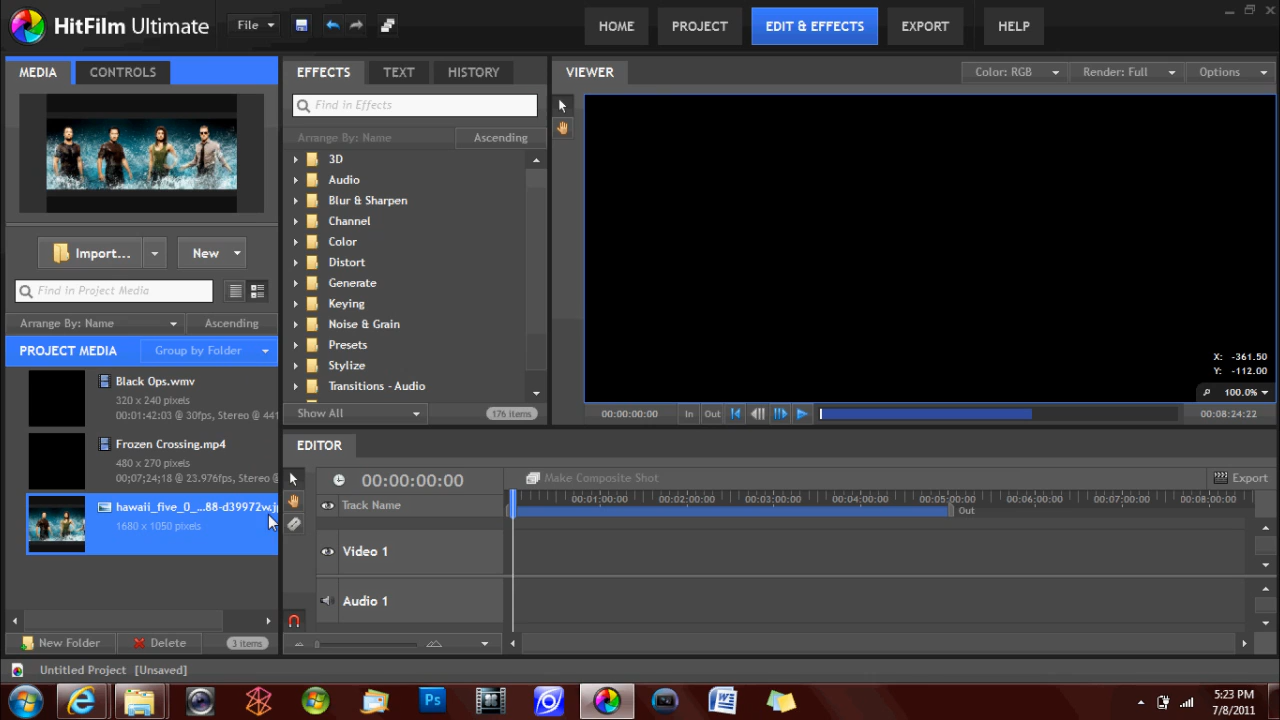 HitFilm Ultimate
File
HOME
PROJECT
EDIT & EFFECTS
EXPORT
HELP
MEDIA
CONTROLS
EFFECTS
TEXT
HISTORY
VIEWER
Color: RGB
Render: Full
Options
Find in Effects
Arrange By: Name
Ascending
3D
Audio
Blur & Sharpen
Channel
Color
Distort
Generate
Keying
Noise & Grain
Presets
Stylize
Transitions - Audio
Show All
176 items
Import...
New
Find in Project Media
Arrange By: Name
Ascending
PROJECT MEDIA
Group by Folder
Black Ops.wmv
320 x 240 pixels
00:01:42:03 @ 30fps, Stereo @ 441
Frozen Crossing.mp4
480 x 270 pixels
00;07;24;18 @ 23.976fps, Stereo @
hawaii_five_0_...88-d39972w.j
1680 x 1050 pixels
New Folder
Delete
3 items
X: -361.50
Y: -112.00
100.0%
00:00:00:00
In
Out
00:08:24:22
EDITOR
00:00:00:00
Make Composite Shot
Export
Track Name
00:01:00:00
00:02:00:00
00:03:00:00
00:04:00:00
00:05:00:00
00:06:00:00
00:07:00:00
00:08:00:00
Out
Video 1
Audio 1
Untitled Project [Unsaved]
Ps
5:23 PM
7/8/2011